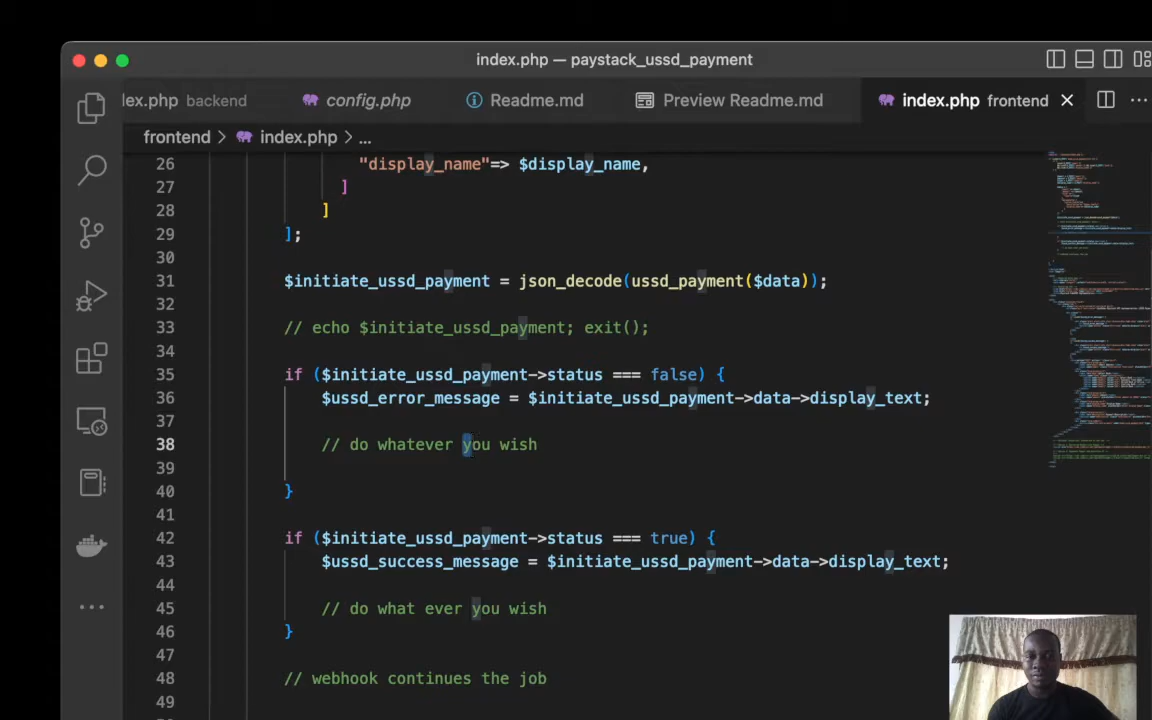 index.php — paystack_ussd_payment
lex.php backend config.php Readme.md Preview Readme.md index.php frontend
frontend > index.php > ...
26 "display_name"=> $display_name,
27 ]
28 ]
29 ];
30
31 $initiate_ussd_payment = json_decode(ussd_payment($data));
32
33 // echo $initiate_ussd_payment; exit();
34
35 if ($initiate_ussd_payment->status === false) {
36 $ussd_error_message = $initiate_ussd_payment->data->display_text;
37
38 // do whatever you wish
39
40 }
41
42 if ($initiate_ussd_payment->status === true) {
43 $ussd_success_message = $initiate_ussd_payment->data->display_text;
44
45 // do what ever you wish
46 }
47
48 // webhook continues the job
49